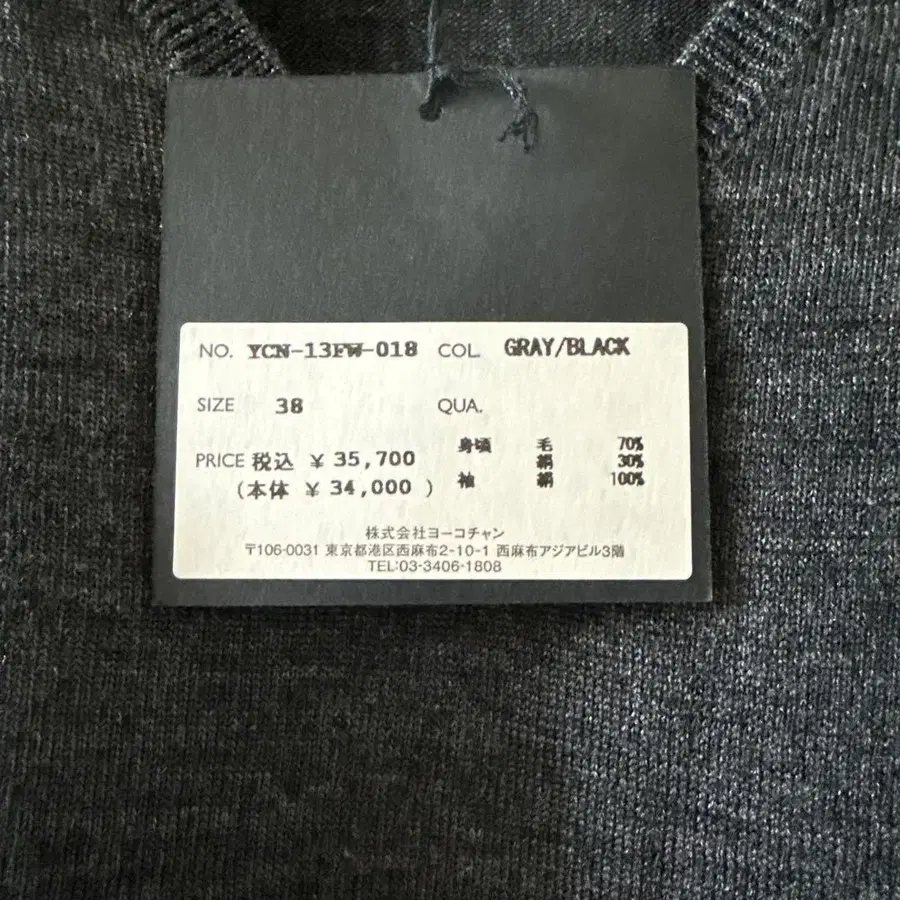 NO. YCN-13FW-018 COL. GRAY/BLACK
SIZE 38 QUA.
身頃 毛 70%
PRICE 税込 ¥ 35,700 絹 30%
(本体 ¥ 34,000 ) 袖 絹 100%
株式会社ヨーコチャン
〒106-0031 東京都港区西麻布2-10-1 西麻布アジアビル3階
TEL:03-3406-1808